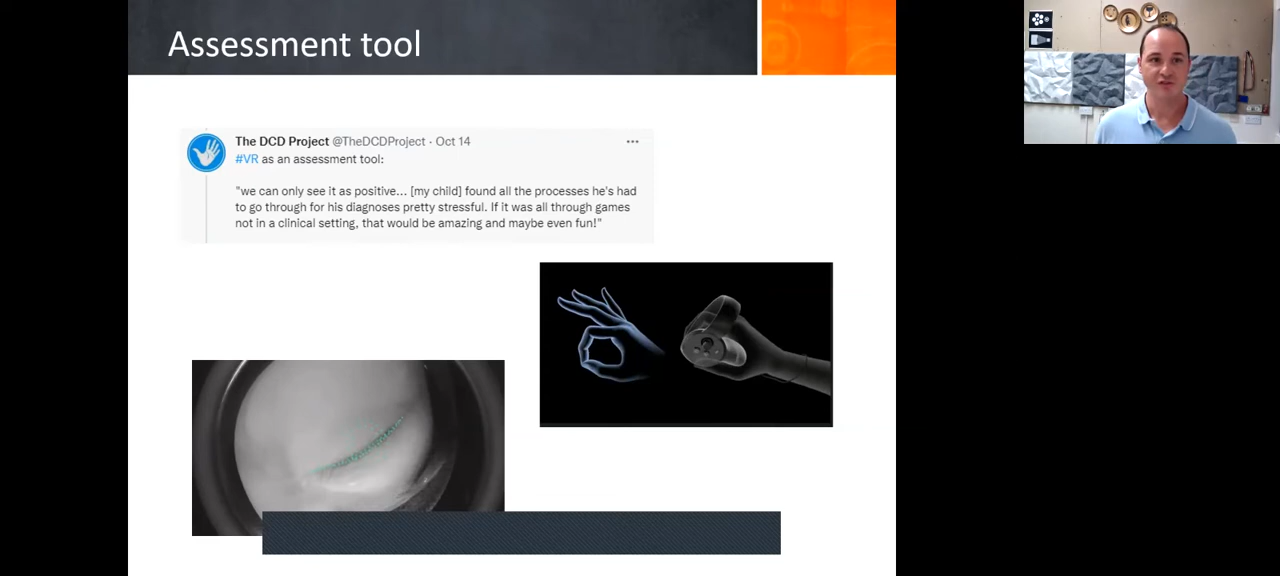 Assessment tool
The DCD Project @TheDCDProject · Oct 14
#VR as an assessment tool:
"we can only see it as positive... [my child] found all the processes he's had
to go through for his diagnoses pretty stressful. If it was all through games
not in a clinical setting, that would be amazing and maybe even fun!"